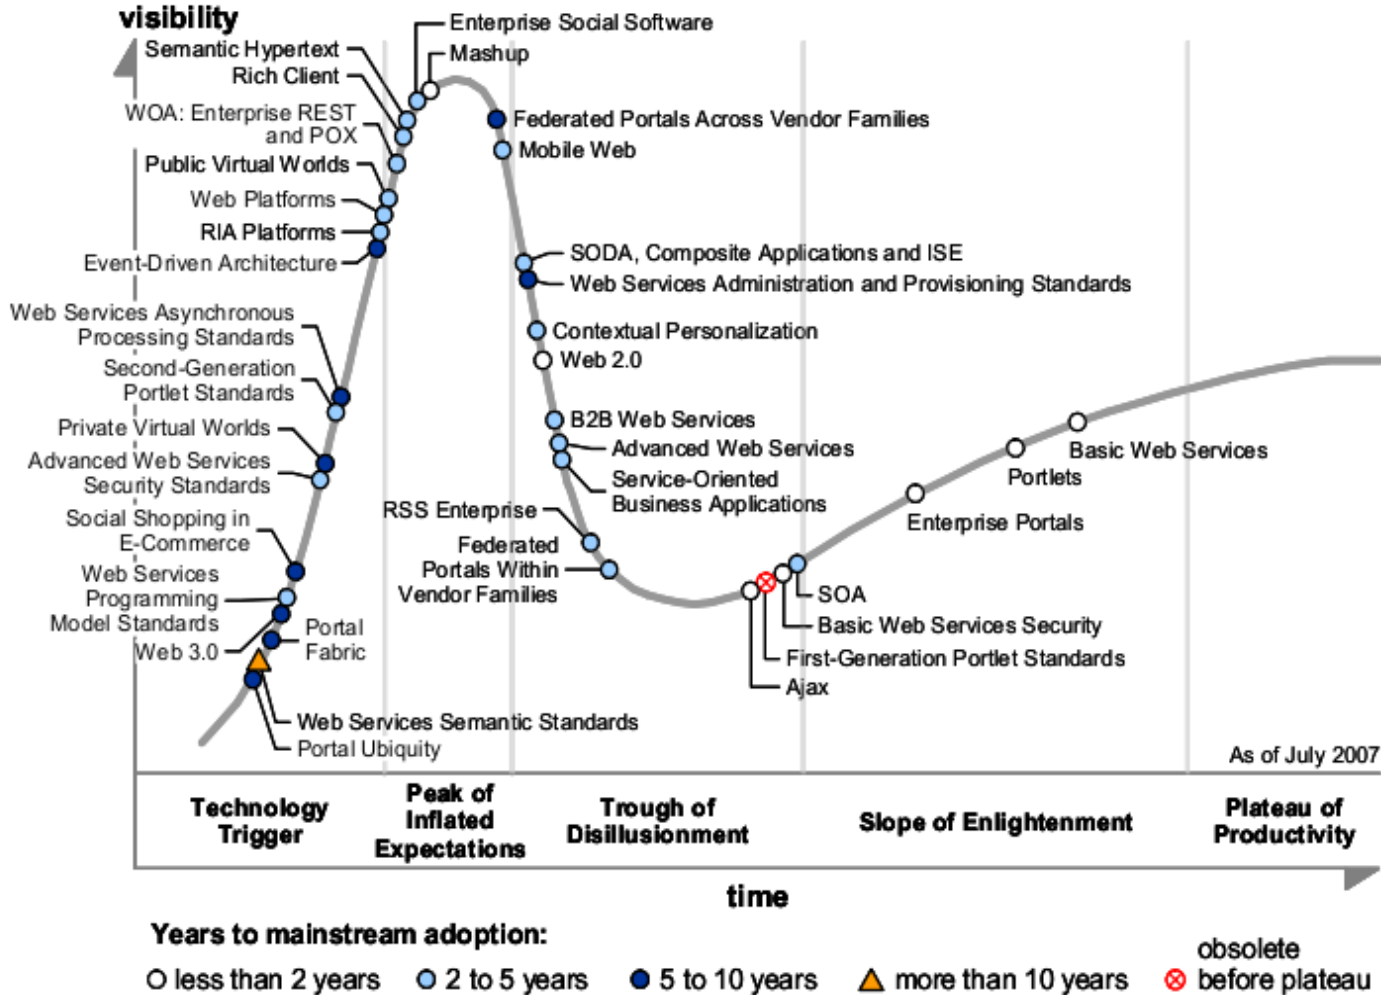 visibility
Enterprise Social Software
Semantic Hypertext
Mashup
Rich Client
WOA: Enterprise REST
and POX
Federated Portals Across Vendor Families
Mobile Web
Public Virtual Worlds
Web Platforms
RIA Platforms
Event-Driven Architecture
SODA, Composite Applications and ISE
Web Services Administration and Provisioning Standards
Web Services Asynchronous
Processing Standards
Contextual Personalization
Web 2.0
Second-Generation
Portlet Standards
Private Virtual Worlds
B2B Web Services
Advanced Web Services
Advanced Web Services
Security Standards
Service-Oriented
Business Applications
Basic Web Services
Portlets
Enterprise Portals
RSS Enterprise
Social Shopping in
E-Commerce
Federated
Portals Within
Vendor Families
Web Services
Programming
Model Standards
SOA
Basic Web Services Security
First-Generation Portlet Standards
Ajax
Web 3.0
Portal
Fabric
Web Services Semantic Standards
Portal Ubiquity
As of July 2007
Technology
Trigger
Peak of
Inflated
Expectations
Trough of
Disillusionment
Slope of Enlightenment
Plateau of
Productivity
time
Years to mainstream adoption:
less than 2 years
2 to 5 years
5 to 10 years
more than 10 years
obsolete
before plateau